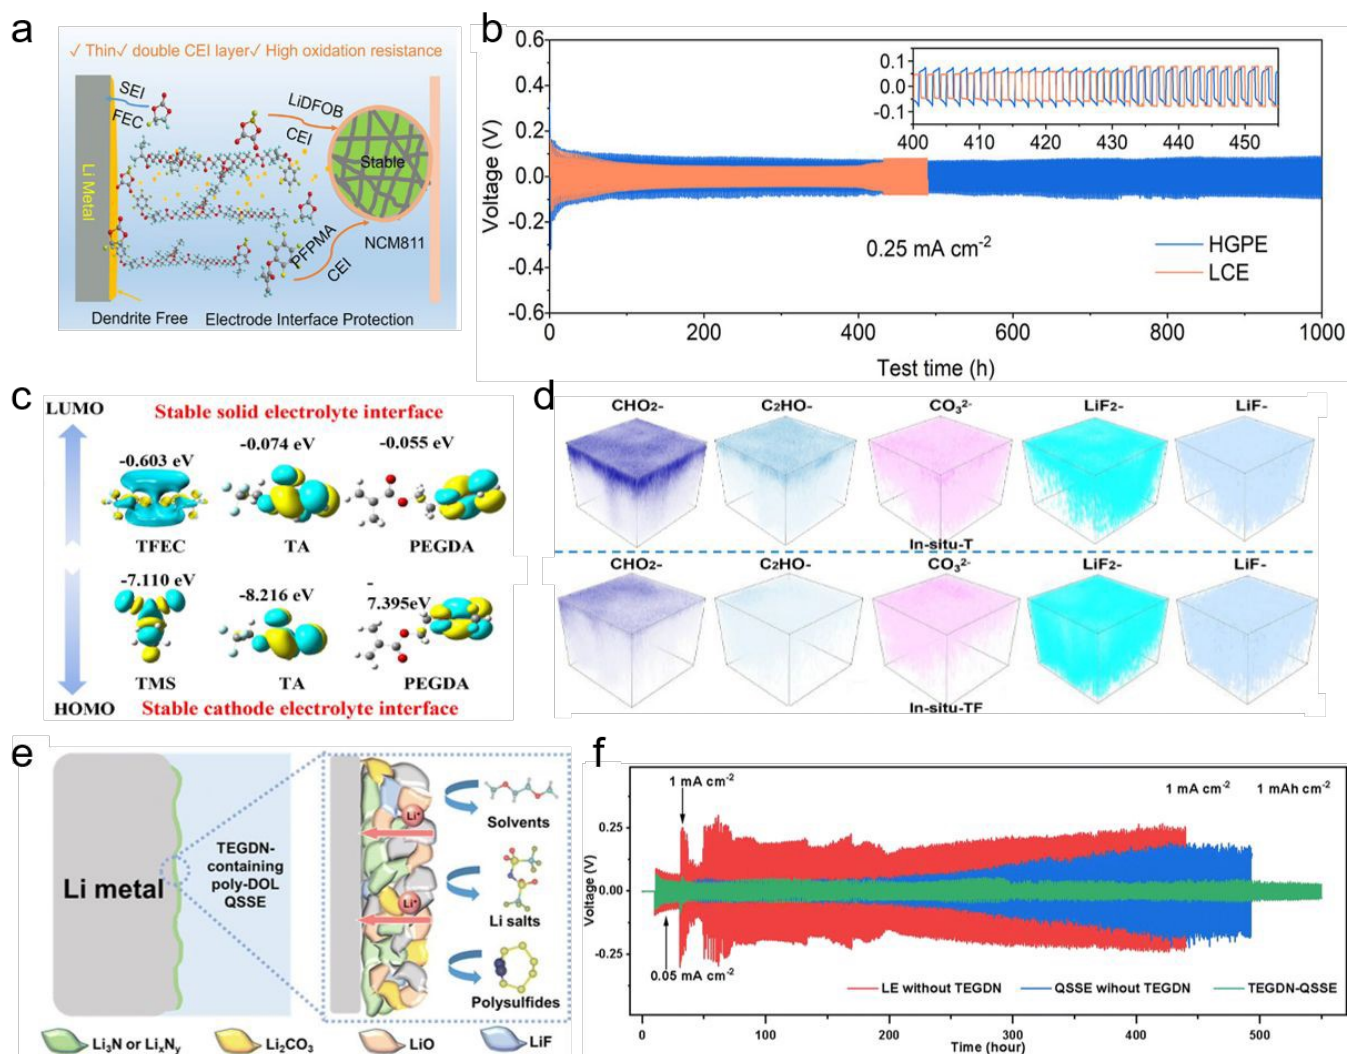 a
✓ Thin✓ double CEI layer✓ High oxidation resistance
SEI
FEC
LiDFOB
CEI
Li Metal
Stable
PFPMA
CEI
NCM811
Dendrite Free
Electrode Interface Protection
b
Voltage (V)
0.6
0.4
0.2
0.0
-0.2
-0.4
-0.6
0.1
0.0
-0.1
400 410 420 430 440 450
0.25 mA cm-2
HGPE
LCE
0 200 400 600 800 1000
Test time (h)
c
LUMO
Stable solid electrolyte interface
-0.603 eV
-0.074 eV
-0.055 eV
TFEC
TA
PEGDA
-7.110 eV
-8.216 eV
-
7.395eV
TMS
TA
PEGDA
HOMO
Stable cathode electrolyte interface
d
CHO2- C2HO- CO32- LiF2- LiF-
In-situ-T
CHO2- C2HO- CO32- LiF2- LiF-
In-situ-TF
e
Li metal
TEGDN-
containing
poly-DOL
QSSE
Li+
Li+
Solvents
Li salts
Polysulfides
Li3N or LixNy
Li2CO3
LiO
LiF
f
Voltage (V)
0.25
0.00
-0.25
1 mA cm-2
1 mA cm-2
1 mAh cm-2
0.05 mA cm-2
LE without TEGDN
QSSE wihout TEGDN
TEGDN-QSSE
0 100 200 300 400 500
Time (hour)